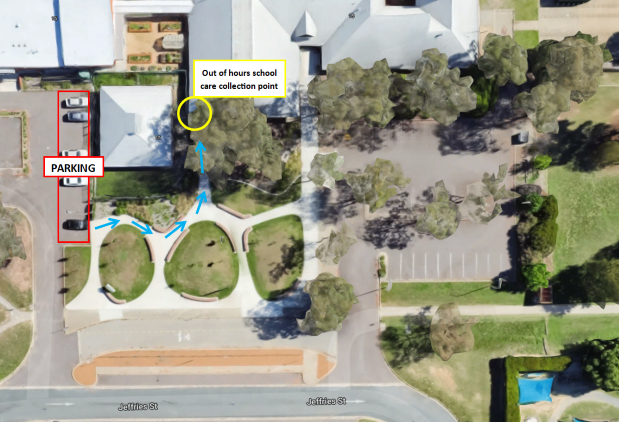 Out of hours school
care collection point
PARKING
Jeffries St
Jeffries St